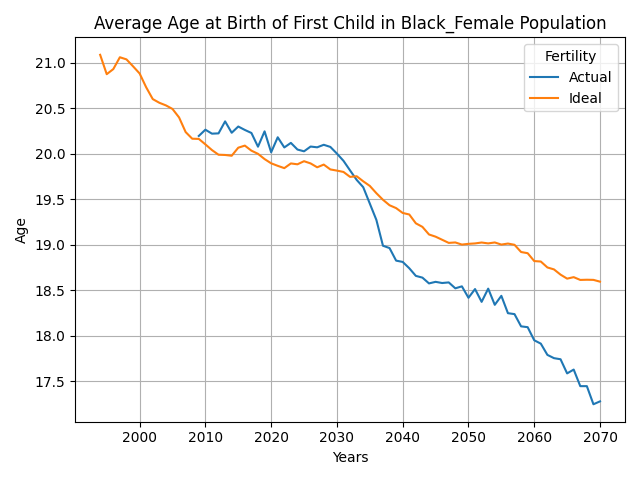 Average Age at Birth of First Child in Black_Female Population
Fertility
Actual
Ideal
Age
21.0
20.5
20.0
19.5
19.0
18.5
18.0
17.5
2000 2010 2020 2030 2040 2050 2060 2070
Years